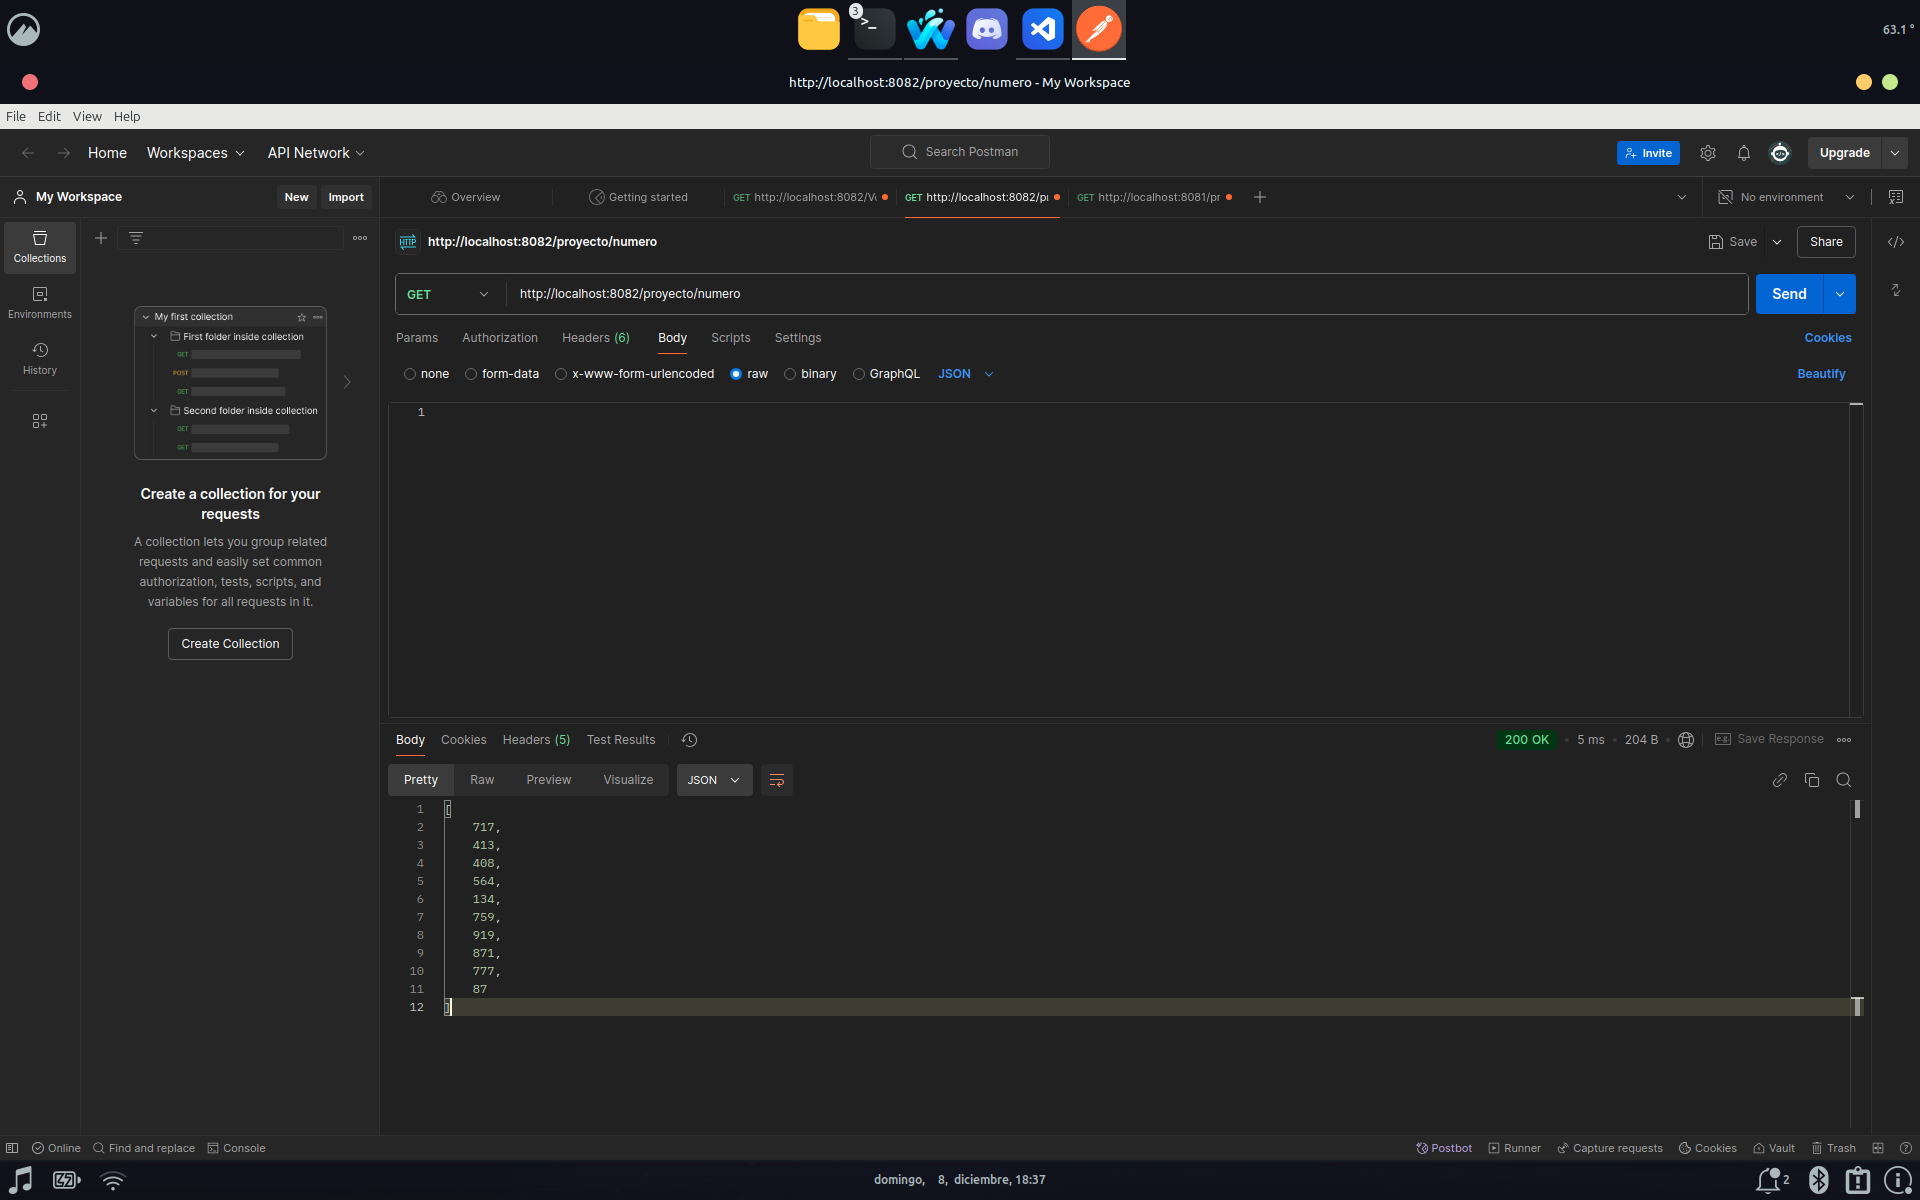 3
63.1 °
http://localhost:8082/proyecto/numero - My Workspace
File Edit View Help
Home Workspaces API Network
Search Postman
Invite
Upgrade
My Workspace
New Import
Overview
Getting started
GET http://localhost:8082/V
GET http://localhost:8082/pr
GET http://localhost:8081/pr
No environment
Collections
Environments
History
HTTP http://localhost:8082/proyecto/numero
Save
Share
GET
http://localhost:8082/proyecto/numero
Send
Params Authorization Headers (6) Body Scripts Settings
Cookies
none form-data x-www-form-urlencoded raw binary GraphQL JSON
Beautify
1
My first collection
First folder inside collection
GET
POST
GET
Second folder inside collection
GET
GET
Create a collection for your
requests
A collection lets you group related
requests and easily set common
authorization, tests, scripts, and
variables for all requests in it.
Create Collection
Body Cookies Headers (5) Test Results
200 OK • 5 ms • 204 B
e.g. Save Response
Pretty Raw Preview Visualize JSON
1 [
2 717,
3 413,
4 408,
5 564,
6 134,
7 759,
8 919,
9 871,
10 777,
11 87
12 ]
Online Find and replace Console
Postbot Runner Capture requests Cookies Vault Trash
domingo, 8, diciembre, 18:37
2